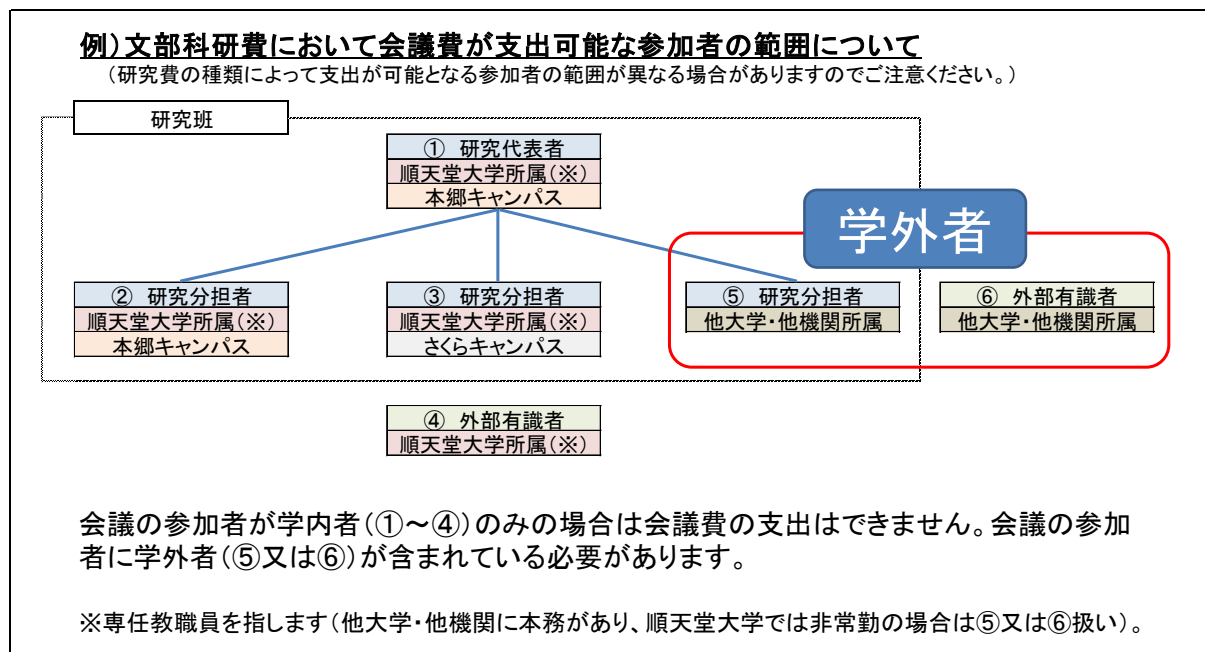 例）文部科研費において会議費が支出可能な参加者の範囲について
（研究費の種類によって支出が可能となる参加者の範囲が異なる場合がありますのでご注意ください。）
研究班
① 研究代表者
順天堂大学所属（※）
本郷キャンパス
学外者
② 研究分担者
順天堂大学所属（※）
本郷キャンパス
③ 研究分担者
順天堂大学所属（※）
さくらキャンパス
⑤ 研究分担者
他大学・他機関所属
⑥ 外部有識者
他大学・他機関所属
④ 外部有識者
順天堂大学所属（※）
会議の参加者が学内者（①～④）のみの場合は会議費の支出はできません。会議の参加
者に学外者（⑤又は⑥）が含まれている必要があります。
※専任教職員を指します（他大学・他機関に本務があり、順天堂大学では非常勤の場合は⑤又は⑥扱い）。